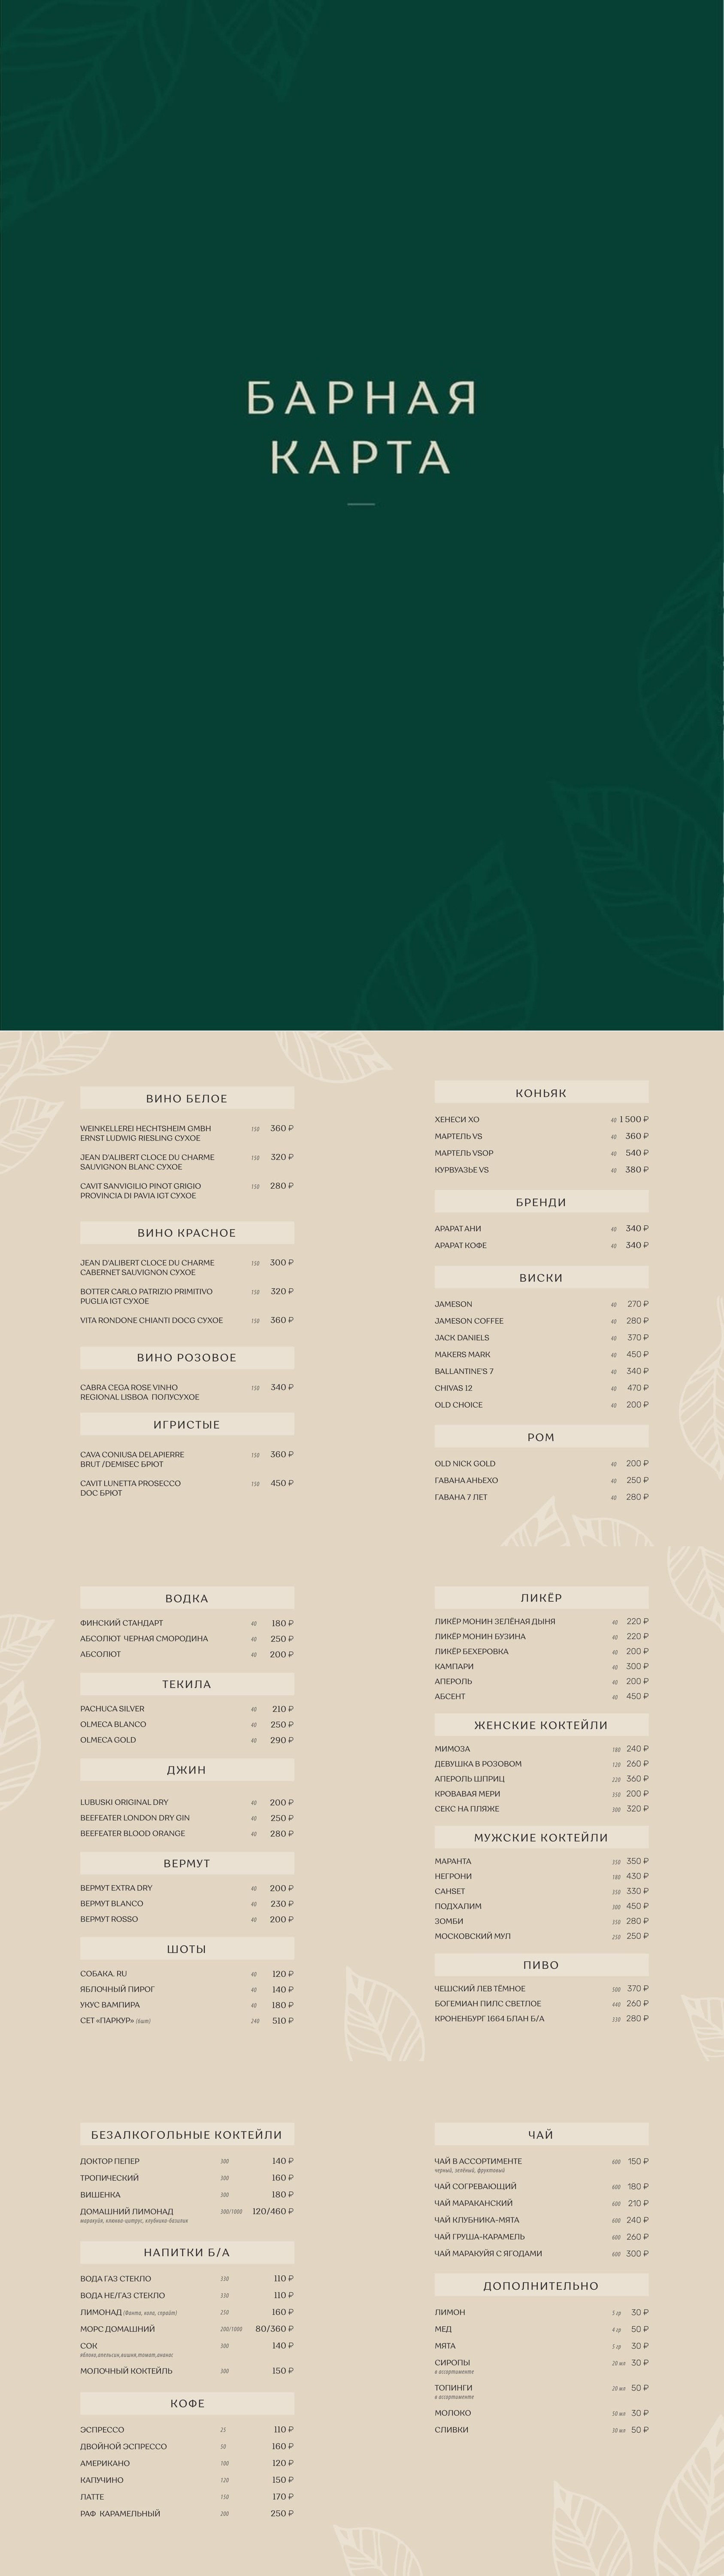 БАРНАЯ
КАРТА
ВИНО БЕЛОЕ
WEINKELLEREI HECHTSHEIM GMBH 150 360 ₽
ERNST LUDWIG RIESLING СУХОЕ
JEAN D'ALIBERT CLOCE DU CHARME 150 320 ₽
SAUVIGNON BLANC СУХОЕ
CAVIT SANVIGILIO PINOT GRIGIO 150 280 ₽
PROVINCIA DI PAVIA IGT СУХОЕ
ВИНО КРАСНОЕ
JEAN D'ALIBERT CLOCE DU CHARME 150 300 ₽
CABERNET SAUVIGNON СУХОЕ
BOTTER CARLO PATRIZIO PRIMITIVO 150 320 ₽
PUGLIA IGT СУХОЕ
VITA RONDONE CHIANTI DOCG СУХОЕ 150 360 ₽
ВИНО РОЗОВОЕ
CABRA CEGA ROSE VINHO 150 340 ₽
REGIONAL LISBOA ПОЛУСУХОЕ
ИГРИСТЫЕ
CAVA CONIUSA DELAPIERRE 150 360 ₽
BRUT /DEMISEC БРЮТ
CAVIT LUNETTA PROSECCO 150 450 ₽
DOC БРЮТ
КОНЬЯК
ХЕНЕСИ ХО 40 1 500 ₽
МАРТЕЛЬ VS 40 360 ₽
МАРТЕЛЬ VSOP 40 540 ₽
КУРВУАЗЬЕ VS 40 380 ₽
БРЕНДИ
АРАРАТ АНИ 40 340 ₽
АРАРАТ КОФЕ 40 340 ₽
ВИСКИ
JAMESON 40 270 ₽
JAMESON COFFEE 40 280 ₽
JACK DANIELS 40 370 ₽
MAKERS MARK 40 450 ₽
BALLANTINE'S 7 40 340 ₽
CHIVAS 12 40 470 ₽
OLD CHOICE 40 200 ₽
РОМ
OLD NICK GOLD 40 200 ₽
ГАВАНА АНЬЕХО 40 250 ₽
ГАВАНА 7 ЛЕТ 40 280 ₽
ВОДКА
ФИНСКИЙ СТАНДАРТ 40 180 ₽
АБСОЛЮТ ЧЕРНАЯ СМОРОДИНА 40 250 ₽
АБСОЛЮТ 40 200 ₽
ТЕКИЛА
PACHUCA SILVER 40 210 ₽
OLMECA BLANCO 40 250 ₽
OLMECA GOLD 40 290 ₽
ДЖИН
LUBUSKI ORIGINAL DRY 40 200 ₽
BEEFEATER LONDON DRY GIN 40 250 ₽
BEEFEATER BLOOD ORANGE 40 280 ₽
ВЕРМУТ
ВЕРМУТ EXTRA DRY 40 200 ₽
ВЕРМУТ BLANCO 40 230 ₽
ВЕРМУТ ROSSO 40 200 ₽
ШОТЫ
СОБАКА. RU 40 120 ₽
ЯБЛОЧНЫЙ ПИРОГ 40 140 ₽
УКУС ВАМПИРА 40 180 ₽
СЕТ «ПАРКУР» (6шт) 240 510 ₽
ЛИКЁР
ЛИКЁР МОНИН ЗЕЛЁНАЯ ДЫНЯ 40 220 ₽
ЛИКЁР МОНИН БУЗИНА 40 220 ₽
ЛИКЁР БЕХЕРОВКА 40 200 ₽
КАМПАРИ 40 300 ₽
АПЕРОЛЬ 40 200 ₽
АБСЕНТ 40 450 ₽
ЖЕНСКИЕ КОКТЕЙЛИ
МИМОЗА 180 240 ₽
ДЕВУШКА В РОЗОВОМ 120 260 ₽
АПЕРОЛЬ ШПРИЦ 220 360 ₽
КРОВАВАЯ МЕРИ 350 200 ₽
СЕКС НА ПЛЯЖЕ 300 320 ₽
МУЖСКИЕ КОКТЕЙЛИ
МАРАНТА 350 350 ₽
НЕГРОНИ 180 430 ₽
САНSET 350 330 ₽
ПОДХАЛИМ 300 450 ₽
ЗОМБИ 350 280 ₽
МОСКОВСКИЙ МУЛ 250 250 ₽
ПИВО
ЧЕШСКИЙ ЛЕВ ТЁМНОЕ 500 370 ₽
БОГЕМИАН ПИЛС СВЕТЛОЕ 440 260 ₽
КРОНЕНБУРГ 1664 БЛАН Б/А 330 280 ₽
БЕЗАЛКОГОЛЬНЫЕ КОКТЕЙЛИ
ДОКТОР ПЕПЕР 300 140 ₽
ТРОПИЧЕСКИЙ 300 160 ₽
ВИШЕНКА 300 180 ₽
ДОМАШНИЙ ЛИМОНАД 300/1000 120/460 ₽
маракуйя, клюква-цитрус, клубника-базилик
НАПИТКИ Б/А
ВОДА ГАЗ СТЕКЛО 330 110 ₽
ВОДА НЕ/ГАЗ СТЕКЛО 330 110 ₽
ЛИМОНАД (Фанта, кола, спрайт) 250 160 ₽
МОРС ДОМАШНИЙ 200/1000 80/360 ₽
СОК 300 140 ₽
яблоко,апельсин,вишня,томат,ананас
МОЛОЧНЫЙ КОКТЕЙЛЬ 300 150 ₽
КОФЕ
ЭСПРЕССО 25 110 ₽
ДВОЙНОЙ ЭСПРЕССО 50 160 ₽
АМЕРИКАНО 100 120 ₽
КАПУЧИНО 120 150 ₽
ЛАТТЕ 150 170 ₽
РАФ КАРАМЕЛЬНЫЙ 200 250 ₽
ЧАЙ
ЧАЙ В АССОРТИМЕНТЕ 600 150 ₽
черный, зелёный, фруктовый
ЧАЙ СОГРЕВАЮЩИЙ 600 180 ₽
ЧАЙ МАРАКАНСКИЙ 600 210 ₽
ЧАЙ КЛУБНИКА-МЯТА 600 240 ₽
ЧАЙ ГРУША-КАРАМЕЛЬ 600 260 ₽
ЧАЙ МАРАКУЙЯ С ЯГОДАМИ 600 300 ₽
ДОПОЛНИТЕЛЬНО
ЛИМОН 5 гр 30 ₽
МЕД 4 гр 50 ₽
МЯТА 5 гр 30 ₽
СИРОПЫ 20 мл 30 ₽
в ассортименте
ТОПИНГИ 20 мл 50 ₽
в ассортименте
МОЛОКО 50 мл 30 ₽
СЛИВКИ 30 мл 50 ₽